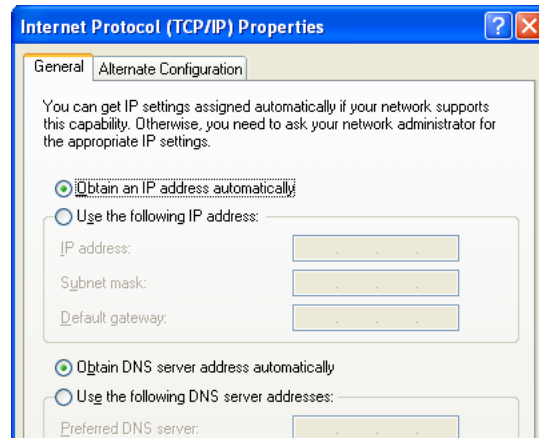 Internet Protocol (TCP/IP) Properties
General Alternate Configuration
You can get IP settings assigned automatically if your network supports
this capability. Otherwise, you need to ask your network administrator for
the appropriate IP settings.
Obtain an IP address automatically
Use the following IP address:
IP address:
Subnet mask:
Default gateway:
Obtain DNS server address automatically
Use the following DNS server addresses:
Preferred DNS server: